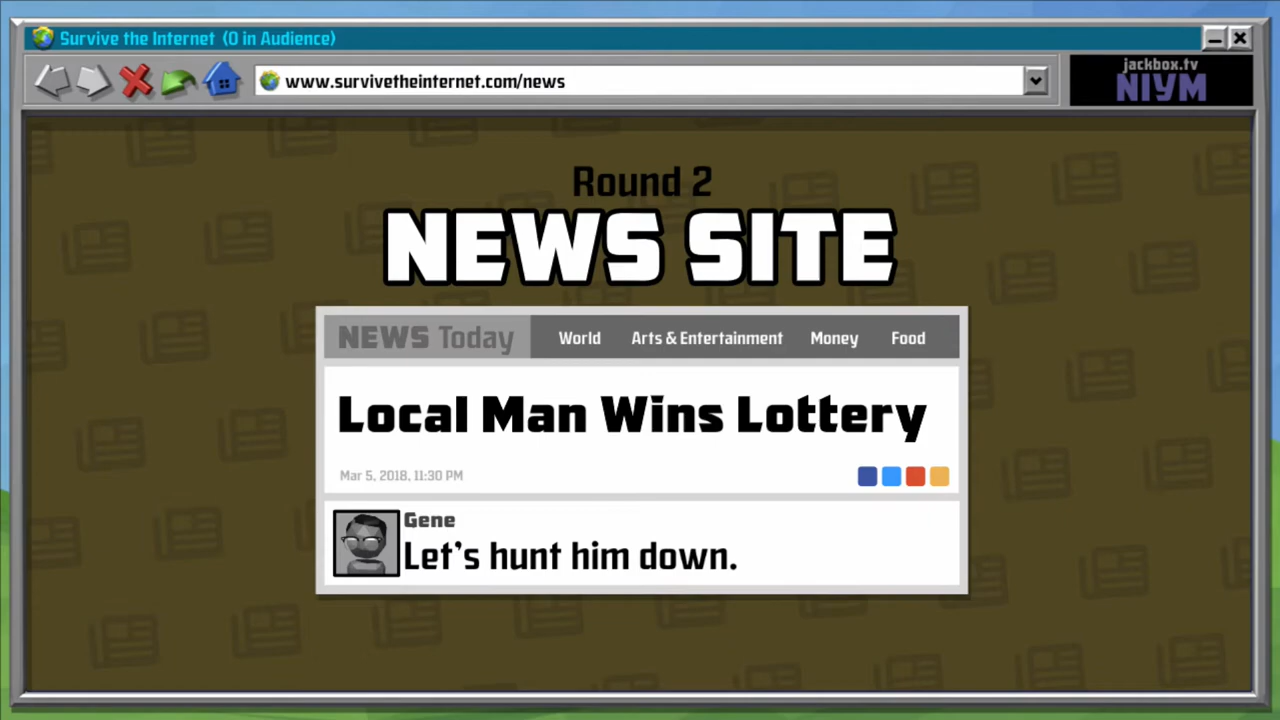 Survive the Internet (0 in Audience)
www.survivetheinternet.com/news
jackbox.tv
NIYM
Round 2
NEWS SITE
NEWS Today World Arts & Entertainment Money Food
Local Man Wins Lottery
Mar 5, 2018, 11:30 PM
Gene
Let's hunt him down.